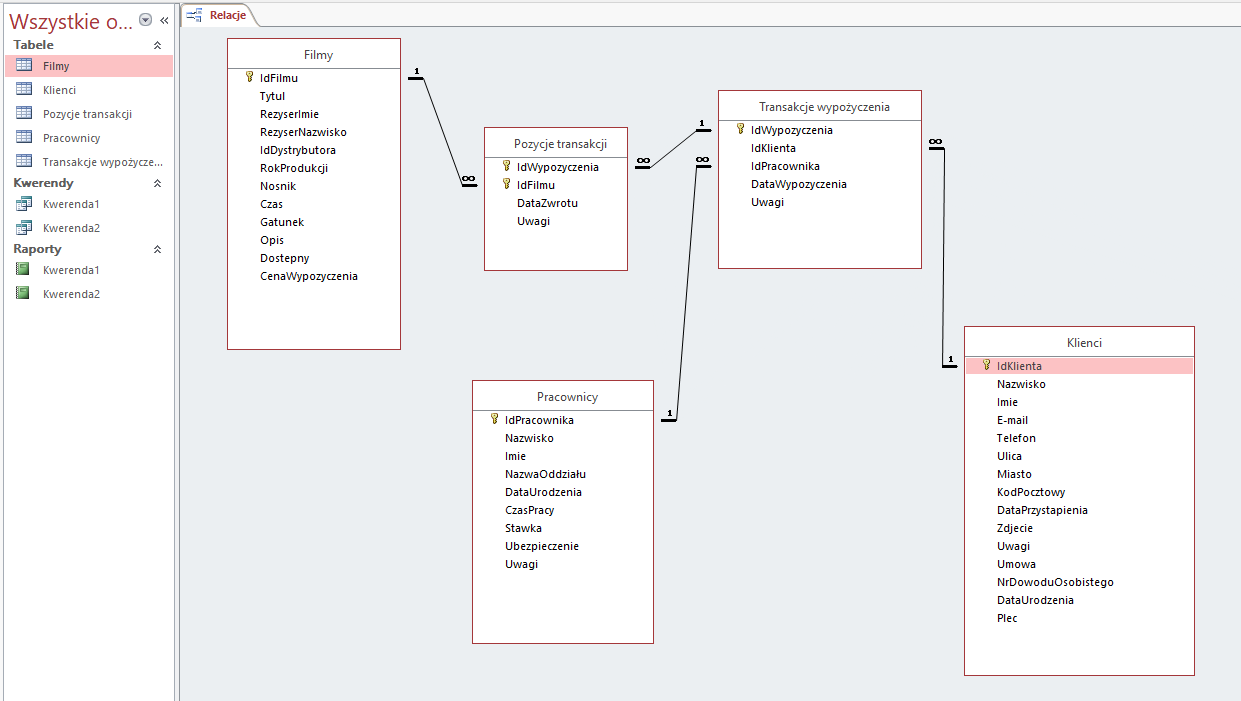 Wszystkie o...
«
Tabele
Filmy
Klienci
Pozycje transakcji
Pracownicy
Transakcje wypożycze...
Kwerendy
Kwerenda1
Kwerenda2
Raporty
Kwerenda1
Kwerenda2
Relacje
Filmy
IdFilmu
Tytul
RezyserImie
RezyserNazwisko
IdDystrybutora
RokProdukcji
Nosnik
Czas
Gatunek
Opis
Dostepny
CenaWypozyczenia
1
∞
Pozycje transakcji
IdWypozyczenia
IdFilmu
DataZwrotu
Uwagi
∞
1
∞
1
Pracownicy
IdPracownika
Nazwisko
Imie
NazwaOddziału
DataUrodzenia
CzasPracy
Stawka
Ubezpieczenie
Uwagi
Transakcje wypożyczenia
IdWypozyczenia
IdKlienta
IdPracownika
DataWypozyczenia
Uwagi
∞
1
Klienci
IdKlienta
Nazwisko
Imie
E-mail
Telefon
Ulica
Miasto
KodPocztowy
DataPrzystapienia
Zdjecie
Uwagi
Umowa
NrDowoduOsobistego
DataUrodzenia
Plec